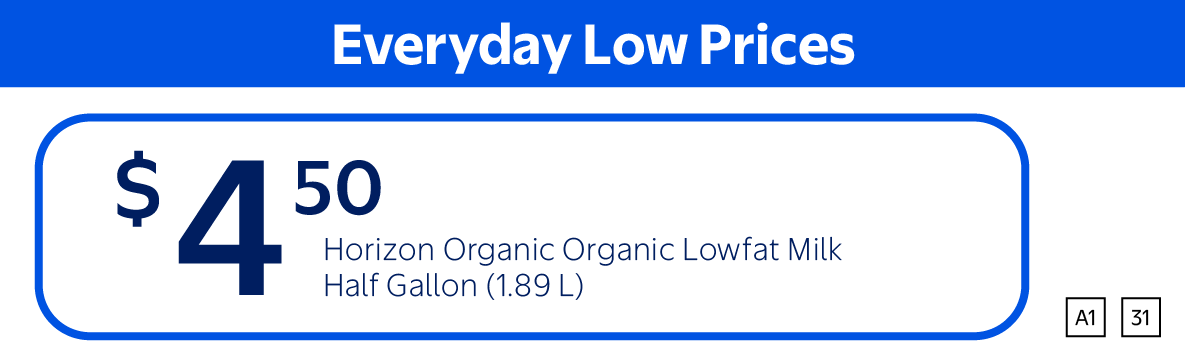 Everyday Low Prices
$4 50
Horizon Organic Organic Lowfat Milk
Half Gallon (1.89 L)
A1 31